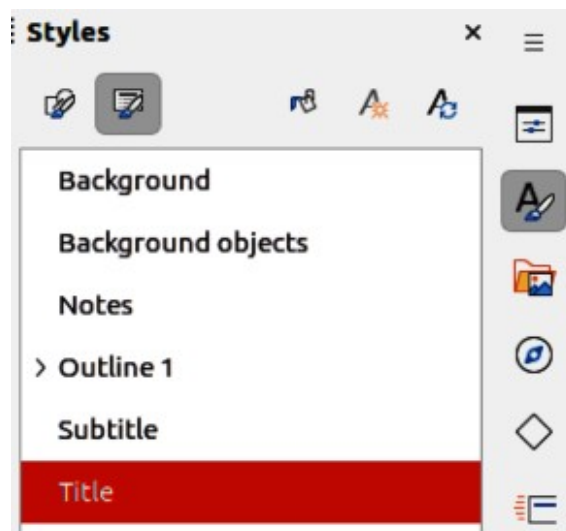 Styles
Background
Background objects
Notes
Outline 1
Subtitle
Title